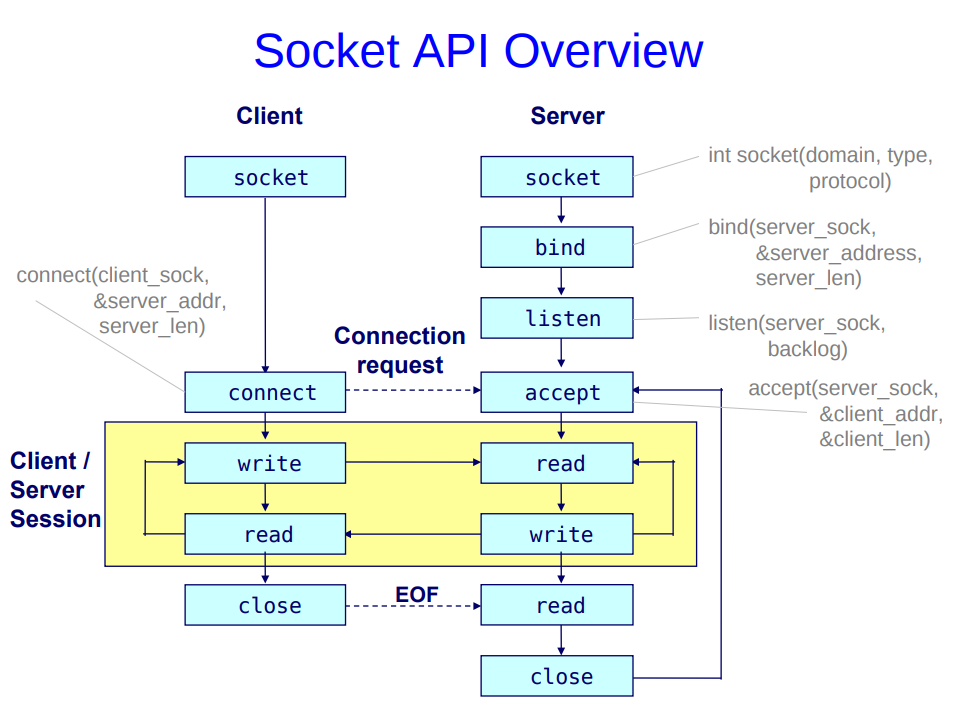 Socket API Overview
Client
Server
socket
socket
int socket(domain, type,
protocol)
bind
bind(server_sock,
&server_address,
server_len)
connect(client_sock,
&server_addr,
server_len)
listen
listen(server_sock,
backlog)
Connection
request
connect
accept
accept(server_sock,
&client_addr,
&client_len)
Client /
Server
Session
write
read
read
write
close
EOF
read
close